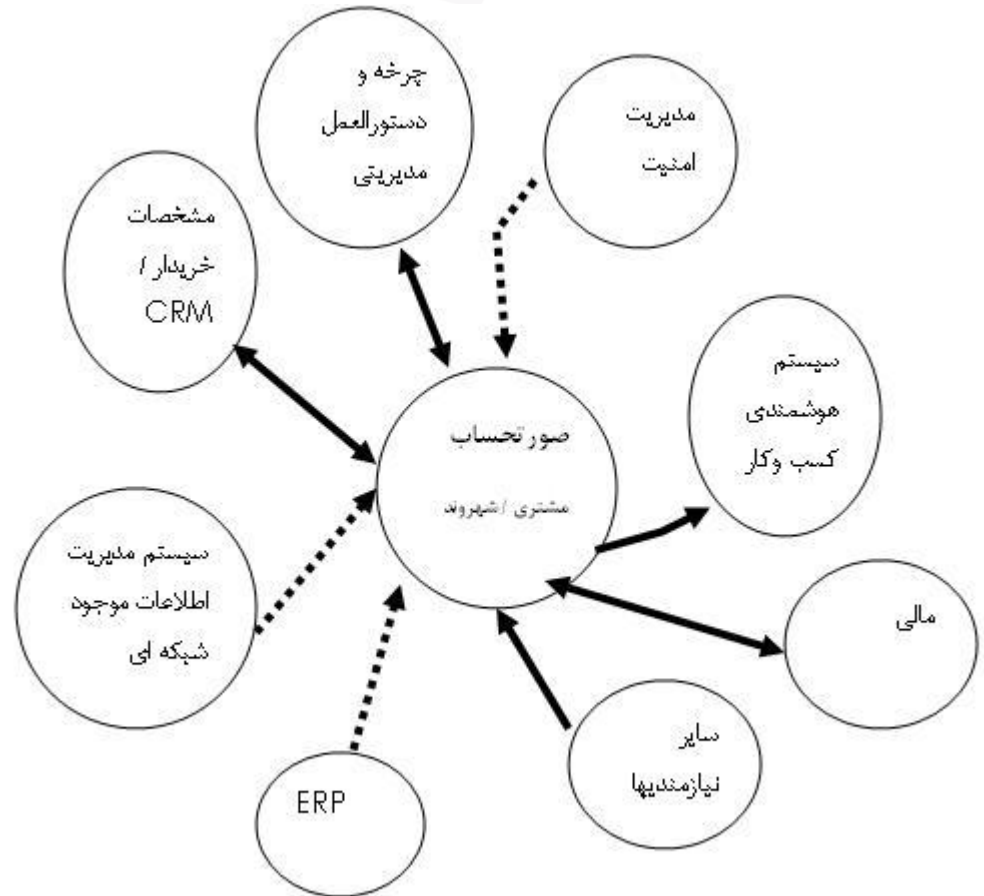 چرخه و
دستورالعمل
مدیریتی
مدیریت
امنیت
مشخصات
خریدار /
CRM
سیستم
هوشمندی
کسب وکار
صورتحساب
مشتری /شهروند
سیستم مدیریت
اطلاعات موجود
شبکه ای
مالی
سایر
نیازمندیها
ERP